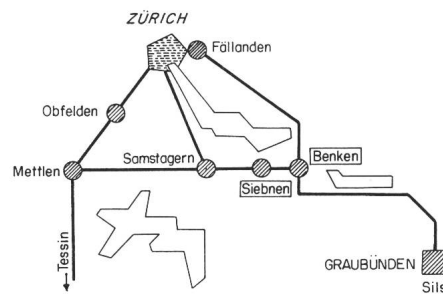 ZÜRICH
Fällanden
Obfelden
Mettlen
Samstagern
Siebnen
Benken
Tessin
GRAUBÜNDEN
Sils